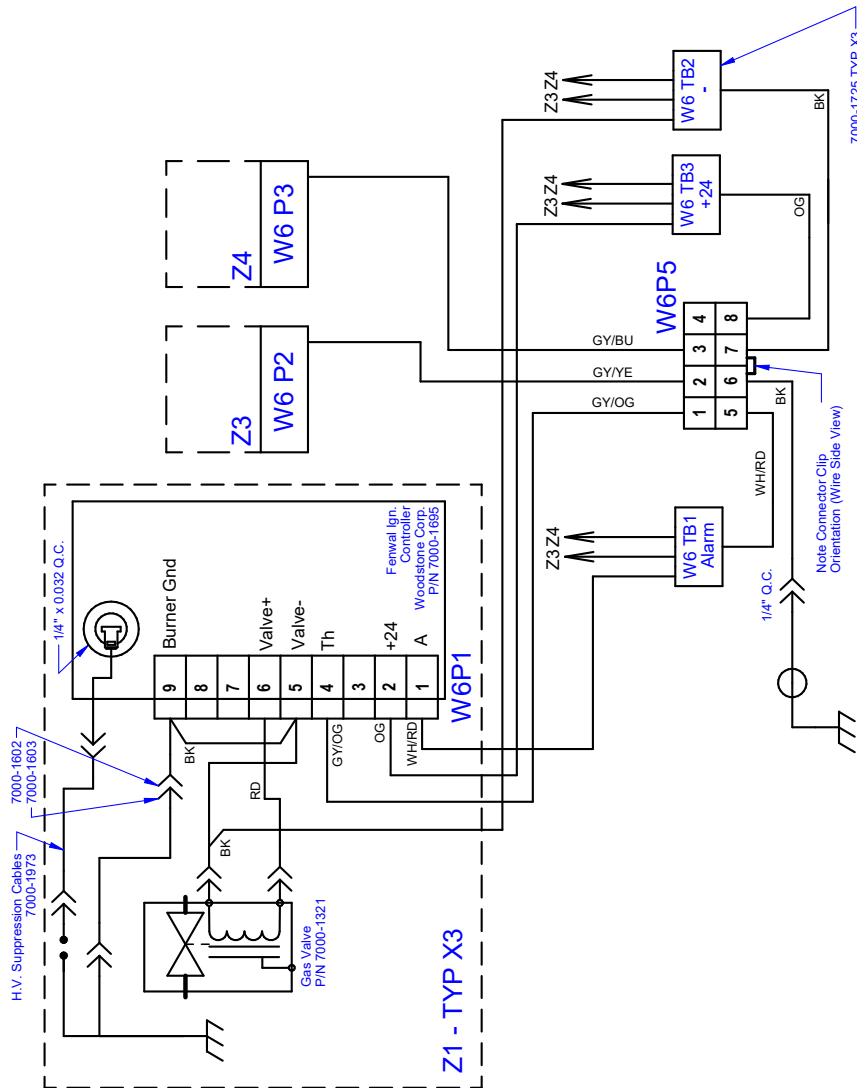 H.V. Suppression Cables
7000-1973
7000-1602
7000-1603
1/4" x 0.032 Q.C.
Burner Gnd
Valve+
Valve-
Th
+24
A
9
8
7
6
5
4
3
2
1
W6P1
Fenwal Ign.
Controller
Woodstone Corp.
P/N 7000-1695
BK
RD
GY/OG
OG
WH/RD
BK
Gas Valve
P/N 7000-1321
Z1 - TYP X3
Z3
W6 P2
Z4
W6 P3
GY/BU
GY/YE
GY/OG
W6P5
1
2
3
4
5
6
7
8
WH/RD
BK
OG
BK
Z3 Z4
W6 TB1
Alarm
Z3 Z4
W6 TB3
+24
Z3 Z4
W6 TB2
-
7000-1725 TYP X3
1/4" Q.C.
Note Connector Clip
Orientation (Wire Side View)